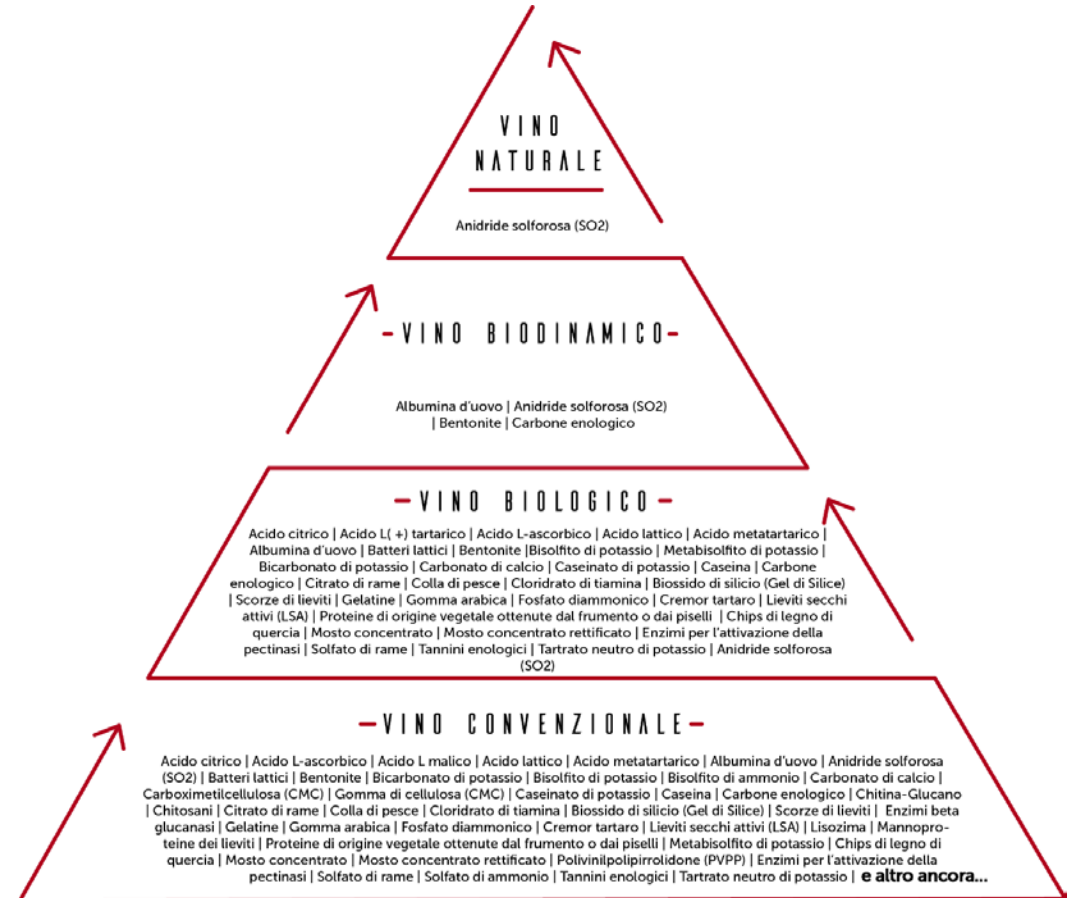 VINO
NATURALE
Anidride solforosa (SO2)
VINO BIODINAMICO
Albumina d'uovo | Anidride solforosa (SO2)
| Bentonite | Carbone enologico
VINO BIOLOGICO
Acido citrico | Acido L( +) tartarico | Acido L-ascorbico | Acido lattico | Acido metatartarico |
Albumina d'uovo | Batteri lattici | Bentonite |Bisolfito di potassio | Metabisolfito di potassio |
Bicarbonato di potassio | Carbonato di calcio | Caseinato di potassio | Caseina | Carbone
enologico | Citrato di rame | Colla di pesce | Cloridrato di tiamina | Biossido di silicio (Gel di Silice)
| Scorze di lieviti | Gelatine | Gomma arabica | Fosfato diammonico | Cremor tartaro | Lieviti secchi
attivi (LSA) | Proteine di origine vegetale ottenute dal frumento o dai piselli | Chips di legno di
quercia | Mosto concentrato | Mosto concentrato rettificato | Enzimi per l'attivazione della
pectinasi | Solfato di rame | Tannini enologici | Tartrato neutro di potassio | Anidride solforosa
(SO2)
VINO CONVENZIONALE
Acido citrico | Acido L-ascorbico | Acido L malico | Acido lattico | Acido metatartarico | Albumina d'uovo | Anidride solforosa
(SO2) | Batteri lattici | Bentonite | Bicarbonato di potassio | Bisolfito di potassio | Bisolfito di ammonio | Carbonato di calcio |
Carboximetilcellulosa (CMC) | Gomma di cellulosa (CMC) | Caseinato di potassio | Caseina | Carbone enologico | Chitina-Glucano
| Chitosani | Citrato di rame | Colla di pesce | Cloridrato di tiamina | Biossido di silicio (Gel di Silice) | Scorze di lieviti | Enzimi beta
glucanasi | Gelatine | Gomma arabica | Fosfato diammonico | Cremor tartaro | Lieviti secchi attivi (LSA) | Lisozima | Mannopro-
teine dei lieviti | Proteine di origine vegetale ottenute dal frumento o dai piselli | Metabisolfito di potassio | Chips di legno di
quercia | Mosto concentrato | Mosto concentrato rettificato | Polivinilpolipirrolidone (PVPP) | Enzimi per l'attivazione della
pectinasi | Solfato di rame | Solfato di ammonio | Tannini enologici | Tartrato neutro di potassio | e altro ancora...